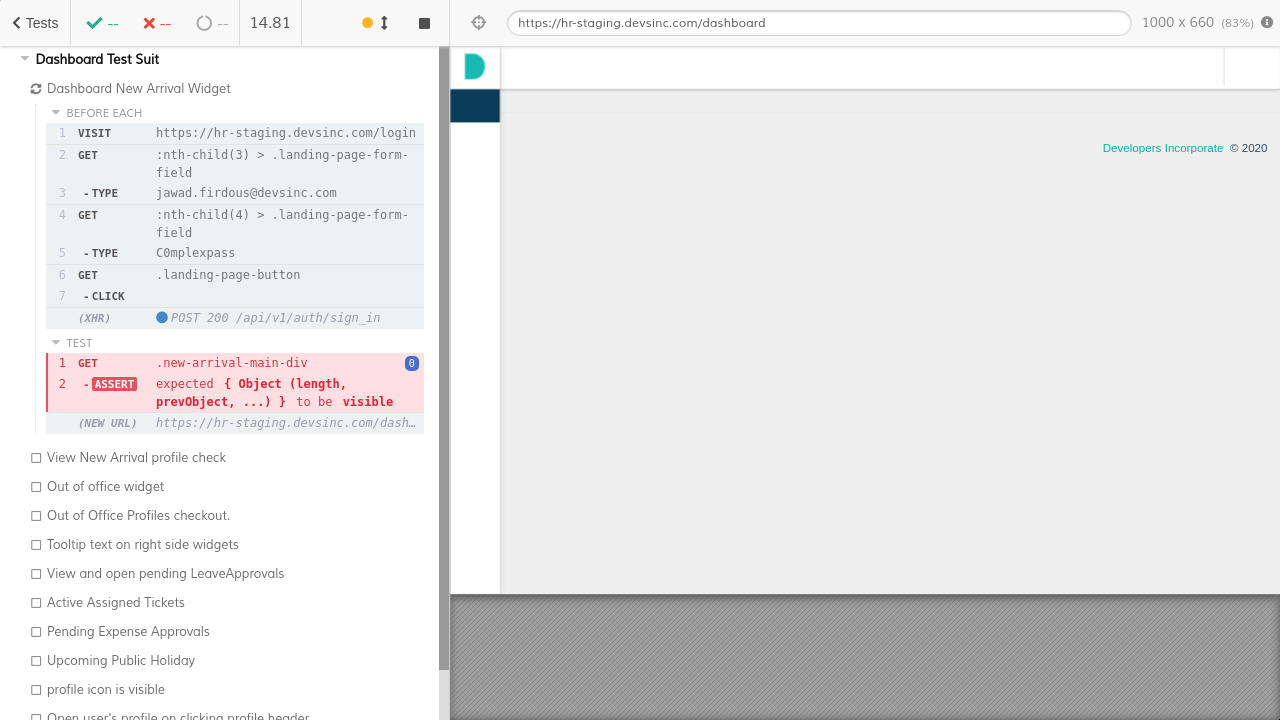 Tests
--
--
--
14.81
https://hr-staging.devsinc.com/dashboard
1000 x 660 (83%)
Dashboard Test Suit
Dashboard New Arrival Widget
BEFORE EACH
1 VISIT https://hr-staging.devsinc.com/login
2 GET :nth-child(3) > .landing-page-form-
field
3 -TYPE jawad.firdous@devsinc.com
4 GET :nth-child(4) > .landing-page-form-
field
5 -TYPE C0mplexpass
6 GET .landing-page-button
7 -CLICK
(XHR) POST 200 /api/v1/auth/sign_in
TEST
1 GET .new-arrival-main-div 0
2 -ASSERT expected { Object (length,
prevObject, ...) } to be visible
(NEW URL) https://hr-staging.devsinc.com/dash…
View New Arrival profile check
Out of office widget
Out of Office Profiles checkout.
Tooltip text on right side widgets
View and open pending LeaveApprovals
Active Assigned Tickets
Pending Expense Approvals
Upcoming Public Holiday
profile icon is visible
Open user's profile on clicking profile header
Developers Incorporate © 2020